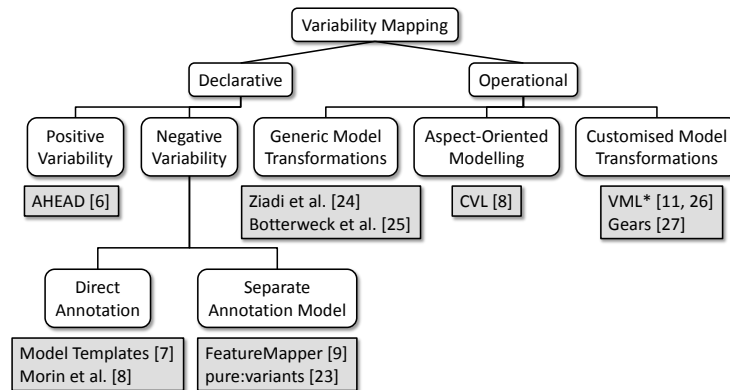 Variability Mapping
Declarative
Operational
Positive
Variability
Negative
Variability
Generic Model
Transformations
Aspect-Oriented
Modelling
Customised Model
Transformations
AHEAD [6]
Ziadi et al. [24]
Botterweck et al. [25]
CVL [8]
VML* [11, 26]
Gears [27]
Direct
Annotation
Separate
Annotation Model
Model Templates [7]
Morin et al. [8]
FeatureMapper [9]
pure:variants [23]